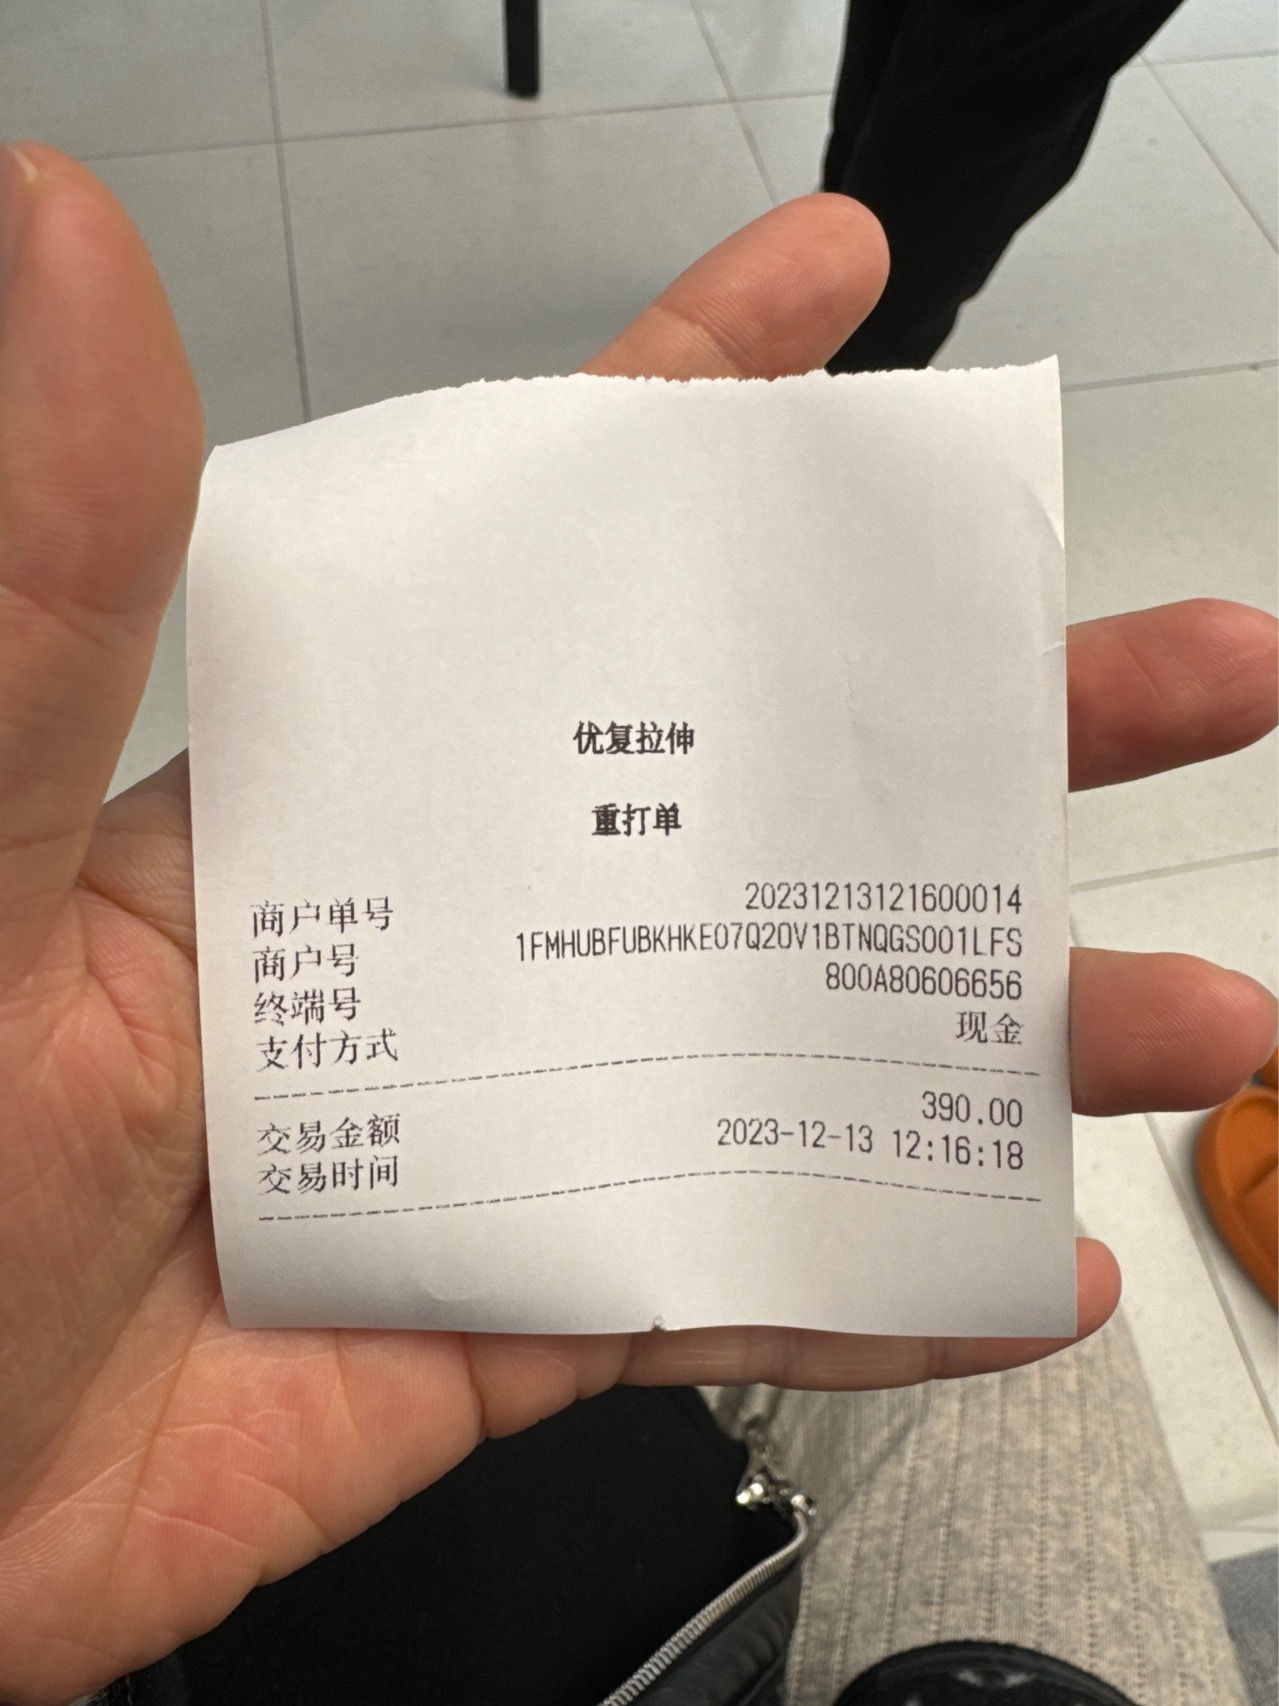 优复拉伸
重打单
商户单号 20231213121600014
商户号 1FMHUBFUBKHKE07Q20V1BTNQGS001LFS
终端号 800A80606656
支付方式 现金
交易金额 390.00
交易时间 2023-12-13 12:16:18